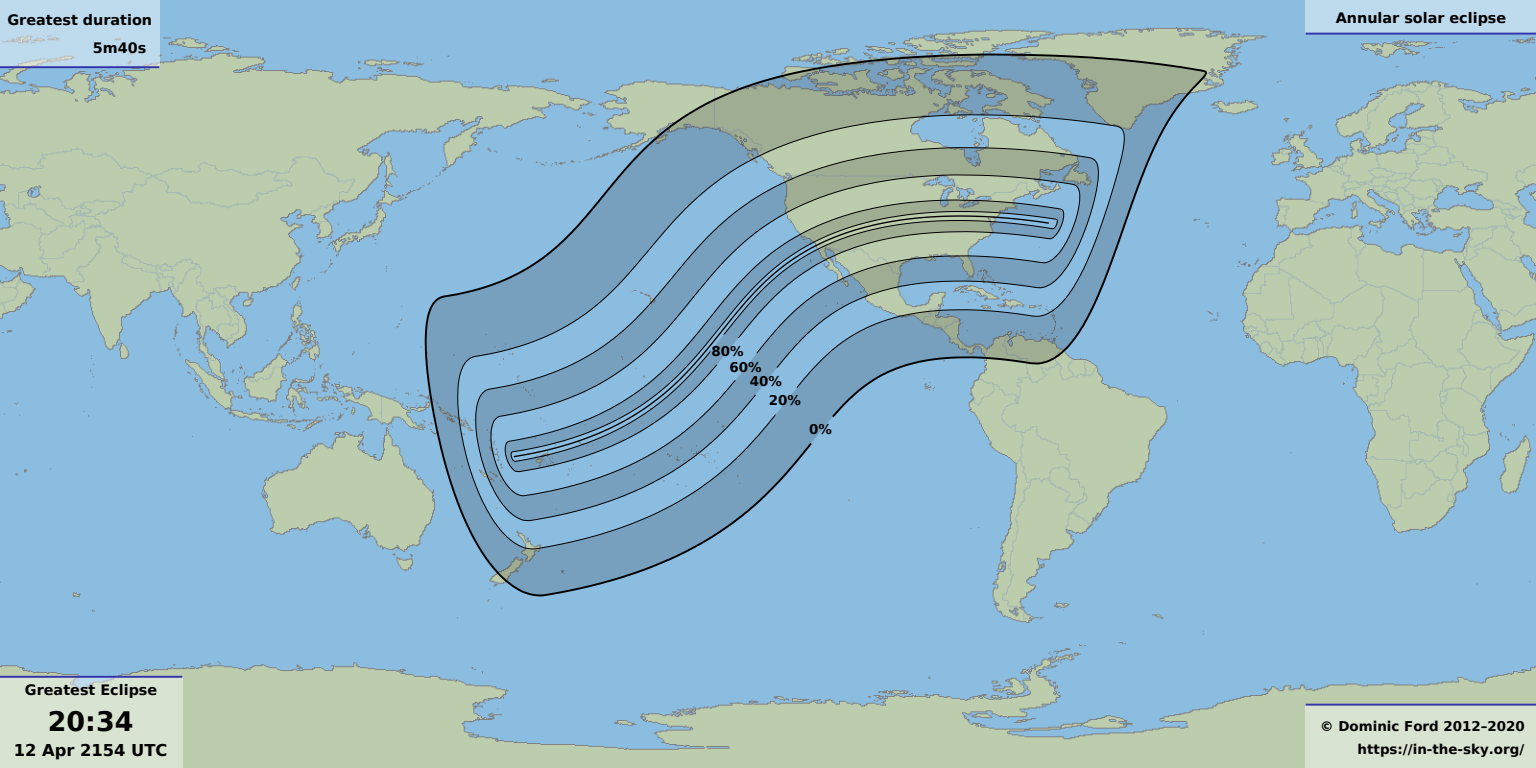 Greatest duration
5m40s
Annular solar eclipse
80%
60%
40%
20%
0%
Greatest Eclipse
20:34
12 Apr 2154 UTC
© Dominic Ford 2012–2020
https://in-the-sky.org/